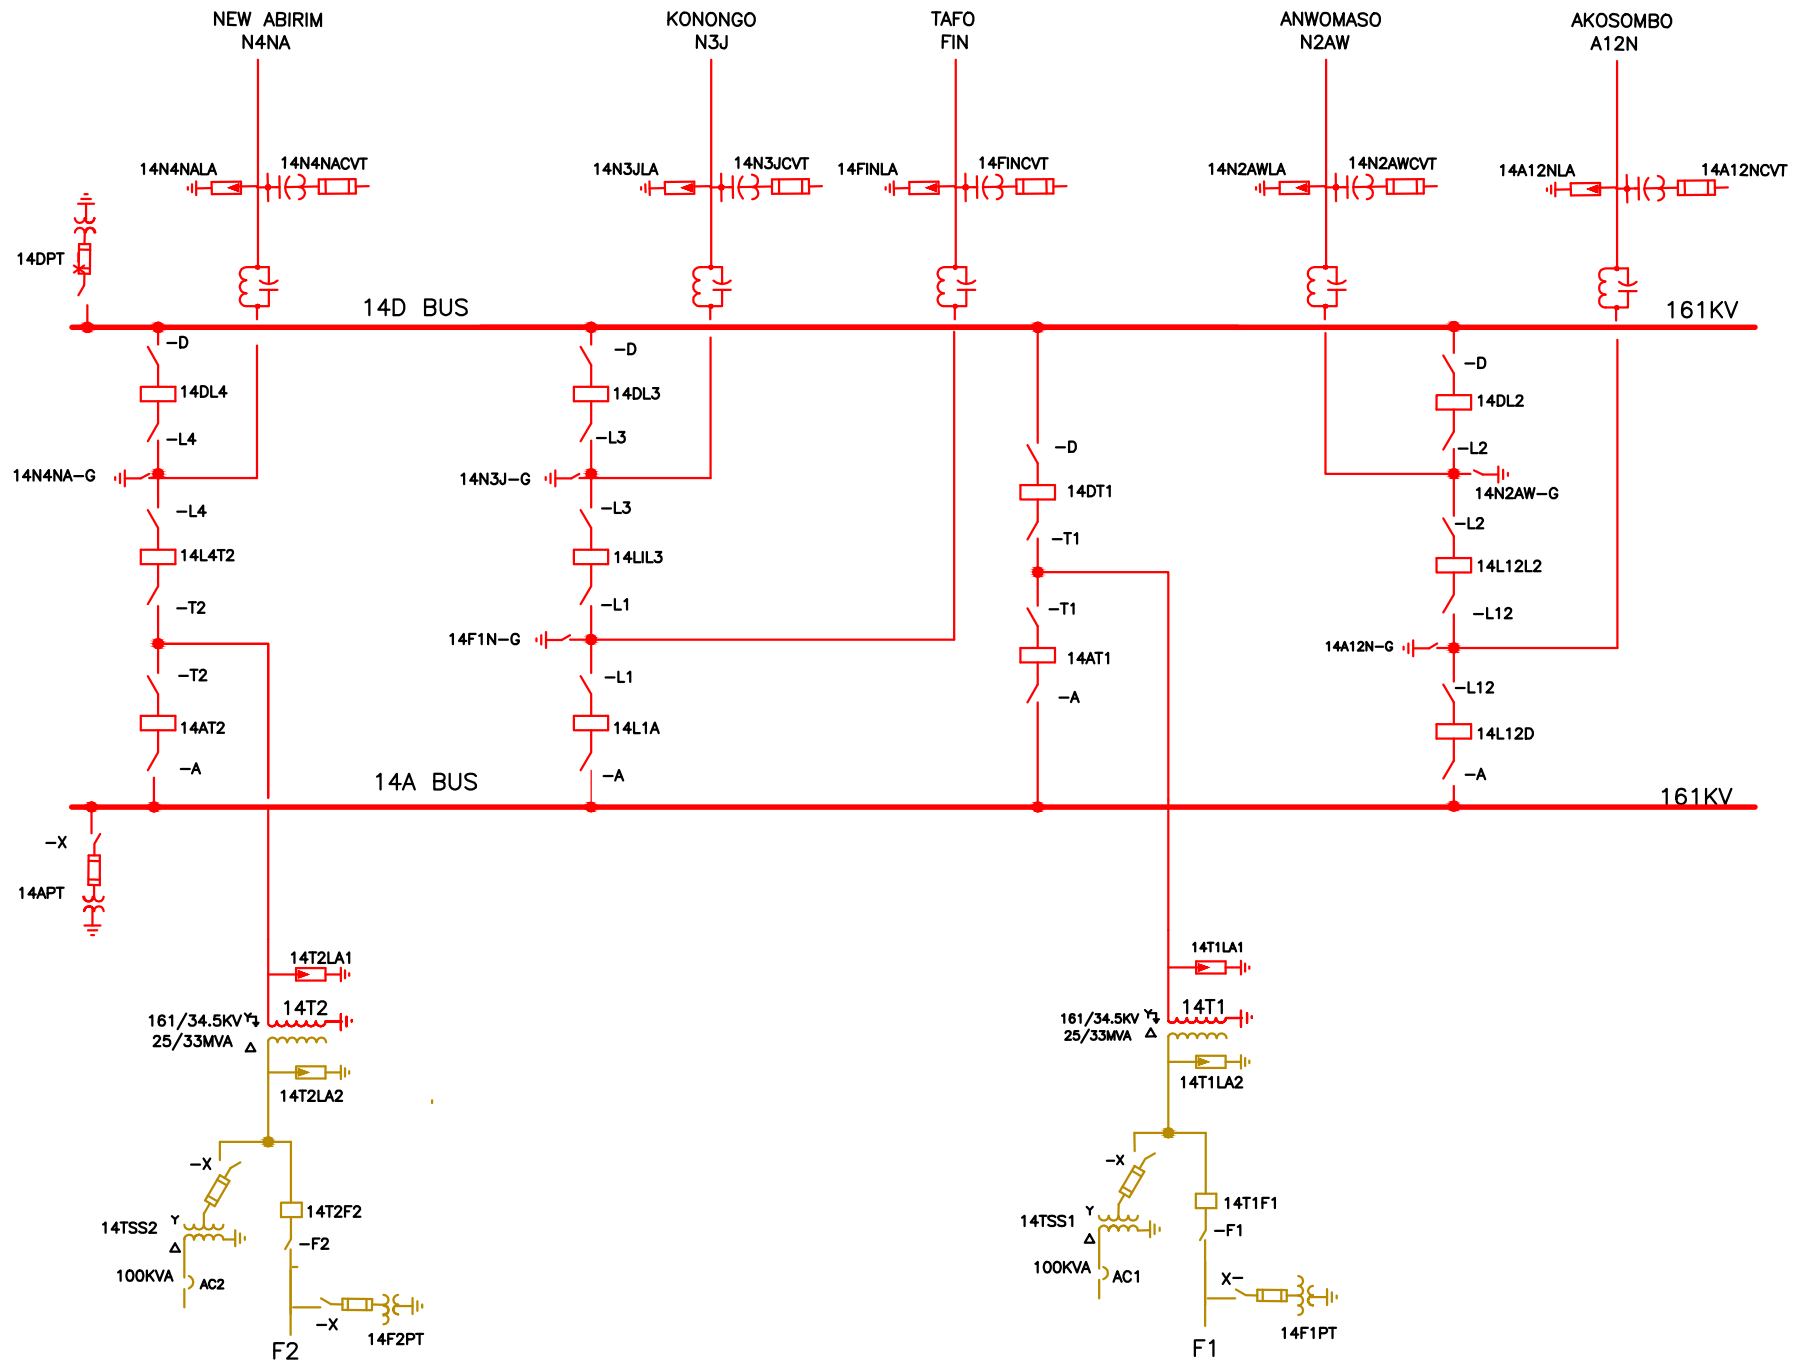 NEW ABIRIM
N4NA
KONONGO
N3J
TAFO
FIN
ANWOMASO
N2AW
AKOSOMBO
A12N
14N4NALA
14N4NACVT
14N3JLA
14N3JCVT
14FINLA
14FINCVT
14N2AWLA
14N2AWCVT
14A12NLA
14A12NCVT
14DPT
14D BUS
161KV
-D
14DL4
-L4
14N4NA-G
-L4
14L4T2
-T2
-T2
14AT2
-A
-D
14DL3
-L3
14N3J-G
-L3
14LIL3
-L1
14F1N-G
-L1
14L1A
-A
-D
14DT1
-T1
-T1
14AT1
-A
-D
14DL2
-L2
14N2AW-G
-L2
14L12L2
-L12
14A12N-G
-L12
14L12D
-A
14A BUS
161KV
-X
14APT
14T2LA1
14T2
161/34.5KV Y
25/33MVA Δ
14T2LA2
-X
14T2F2
14TSS2
Y
Δ
-F2
100KVA
AC2
-X
14F2PT
F2
14T1LA1
14T1
161/34.5KV Y
25/33MVA Δ
14T1LA2
-X
14T1F1
14TSS1
Y
Δ
-F1
100KVA
AC1
X-
14F1PT
F1